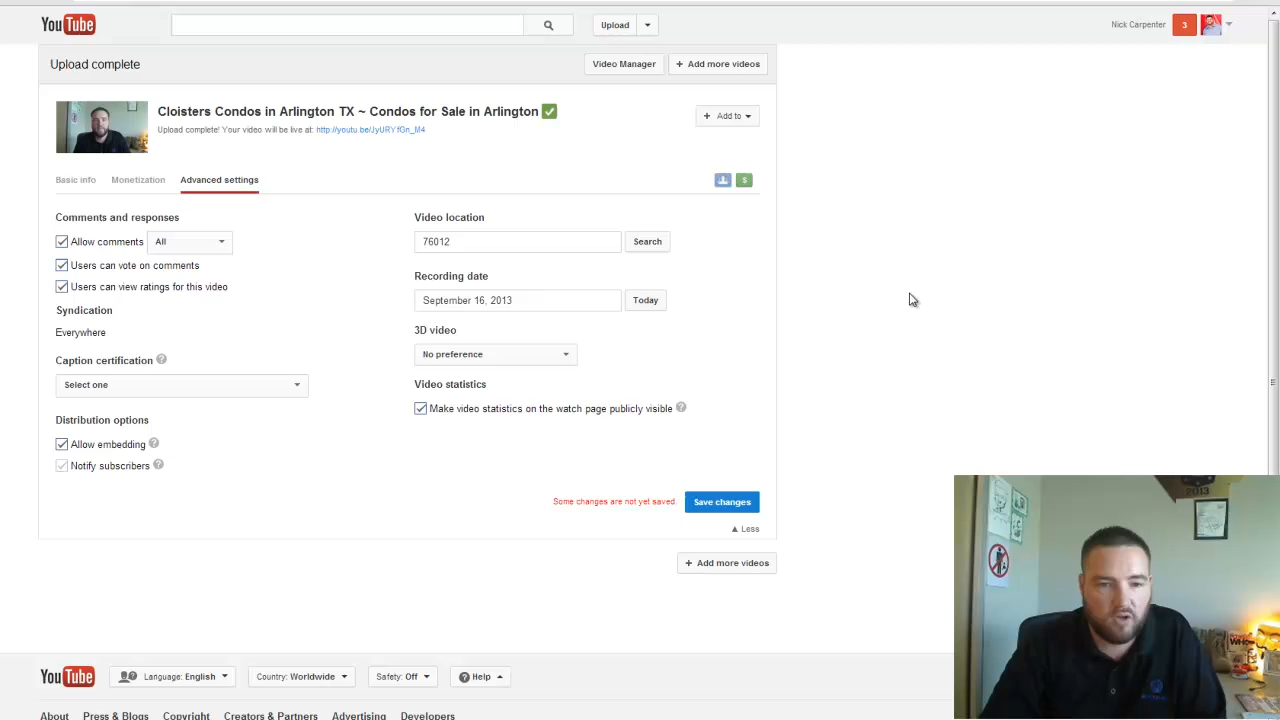 YouTube
Upload
Nick Carpenter
3
Upload complete
Video Manager
+ Add more videos
Cloisters Condos in Arlington TX ~ Condos for Sale in Arlington
Upload complete! Your video will be live at: http://youtu.be/JyURYfGn_M4
+ Add to
Basic info Monetization Advanced settings
$
Comments and responses
Allow comments All
Users can vote on comments
Users can view ratings for this video
Syndication
Everywhere
Caption certification ?
Select one
Distribution options
Allow embedding ?
Notify subscribers ?
Video location
76012 Search
Recording date
September 16, 2013 Today
3D video
No preference
Video statistics
Make video statistics on the watch page publicly visible ?
Some changes are not yet saved. Save changes
Less
+ Add more videos
2013
YouTube
Language: English
Country: Worldwide
Safety: Off
Help
About Press & Blogs Copyright Creators & Partners Advertising Developers